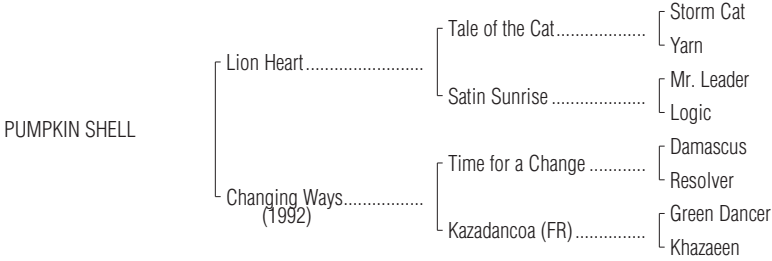 Storm Cat
Tale of the Cat....................
Yarn
Lion Heart..........................
Mr. Leader
Satin Sunrise .....................
Logic
PUMPKIN SHELL
Damascus
Time for a Change ............
Resolver
Changing Ways.................
(1992)
Green Dancer
Kazadancoa (FR)...............
Khazaeen